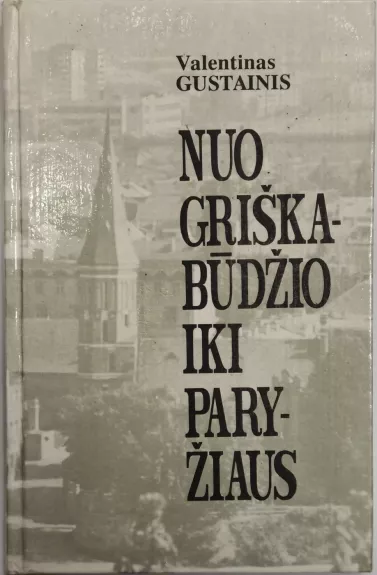 Valentinas
GUSTAINIS
NUO
GRIŠKA-
BŪDŽIO
IKI
PARY-
ŽIAUS